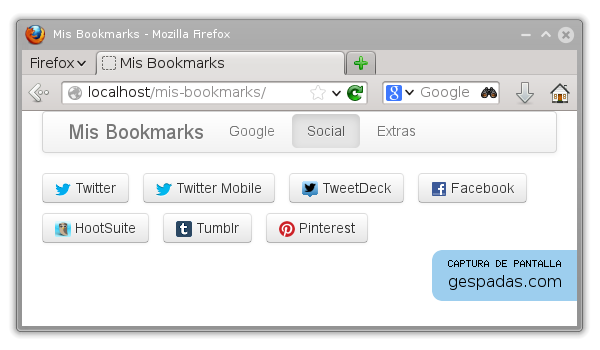 Mis Bookmarks - Mozilla Firefox
Firefox Mis Bookmarks
localhost/mis-bookmarks/ Google
Mis Bookmarks Google Social Extras
Twitter Twitter Mobile TweetDeck Facebook
HootSuite Tumblr Pinterest
CAPTURA DE PANTALLA
gespadas.com